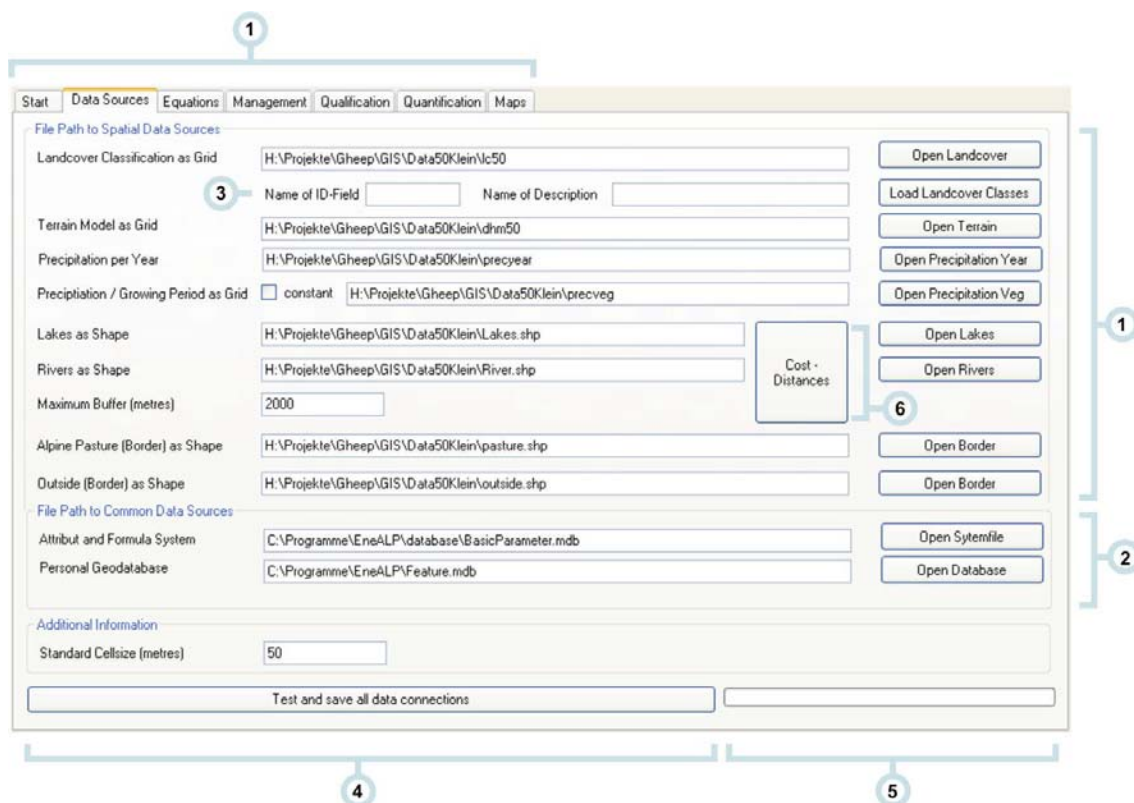 1
Start Data Sources Equations Management Qualification Quantification Maps
File Path to Spatial Data Sources
Landcover Classification as Grid H:\Projekte\Gheep\GIS\Data50Klein\lc50 Open Landcover
3 Name of ID-Field Name of Description Load Landcover Classes
Terrain Model as Grid H:\Projekte\Gheep\GIS\Data50Klein\dhm50 Open Terrain
Precipitation per Year H:\Projekte\Gheep\GIS\Data50Klein\precyear Open Precipitation Year
Preciptiation / Growing Period as Grid constant H:\Projekte\Gheep\GIS\Data50Klein\precveg Open Precipitation Veg
Lakes as Shape H:\Projekte\Gheep\GIS\Data50Klein\Lakes.shp Open Lakes
1
Rivers as Shape H:\Projekte\Gheep\GIS\Data50Klein\River.shp Cost - Distances Open Rivers
Maximum Buffer (metres) 2000 6
Alpine Pasture (Border) as Shape H:\Projekte\Gheep\GIS\Data50Klein\pasture.shp Open Border
Outside (Border) as Shape H:\Projekte\Gheep\GIS\Data50Klein\outside.shp Open Border
File Path to Common Data Sources
Attribut and Formula System C:\Programme\EneALP\database\BasicParameter.mdb Open Sytemfile
2
Personal Geodatabase C:\Programme\EneALP\Feature.mdb Open Database
Additional Information
Standard Cellsize (metres) 50
Test and save all data connections
4 5